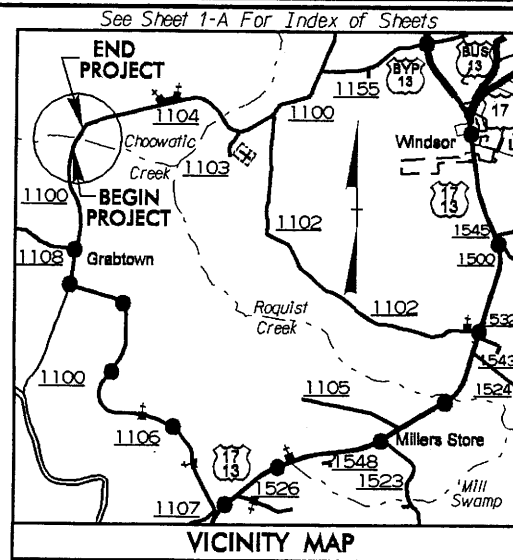 See Sheet 1-A For Index of Sheets
END
PROJECT
BYP
13
BUS
13
1155
17
1104
1100
Choowatic
Creek
1103
Windsor
1100
BEGIN
PROJECT
17
13
1102
1545
1500
1108
Grabtown
Roquist
Creek
1102
1532
1543
1524
1105
1100
1106
17
13
Millers Store
1548
1523
Mill
Swamp
1526
1107
VICINITY MAP